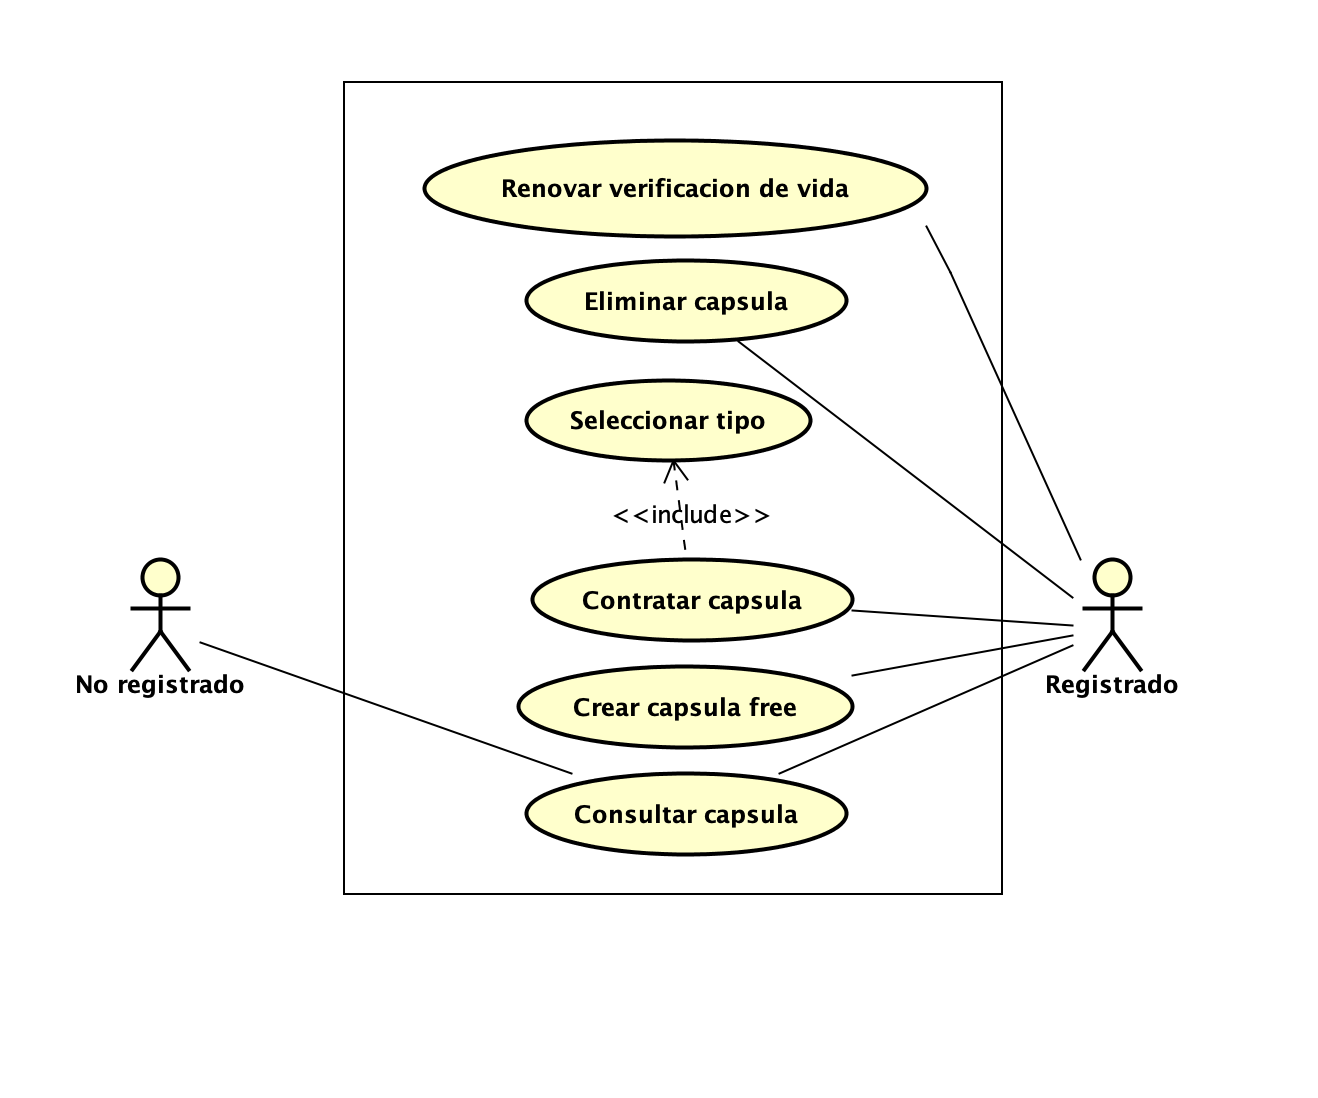 Renovar verificacion de vida
Eliminar capsula
Seleccionar tipo
<<include>>
Contratar capsula
No registrado
Registrado
Crear capsula free
Consultar capsula